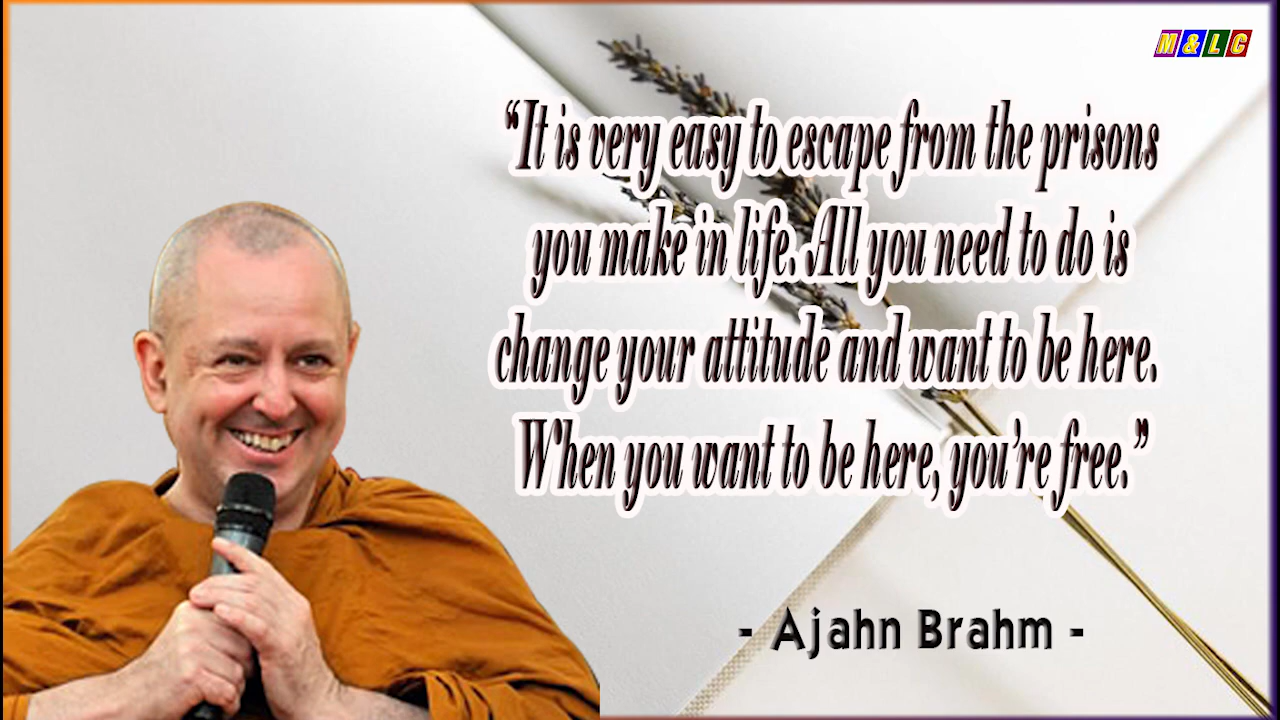 M&LC
“It is very easy to escape from the prisons
you make in life. All you need to do is
change your attitude and want to be here.
When you want to be here, you’re free.”
- Ajahn Brahm -